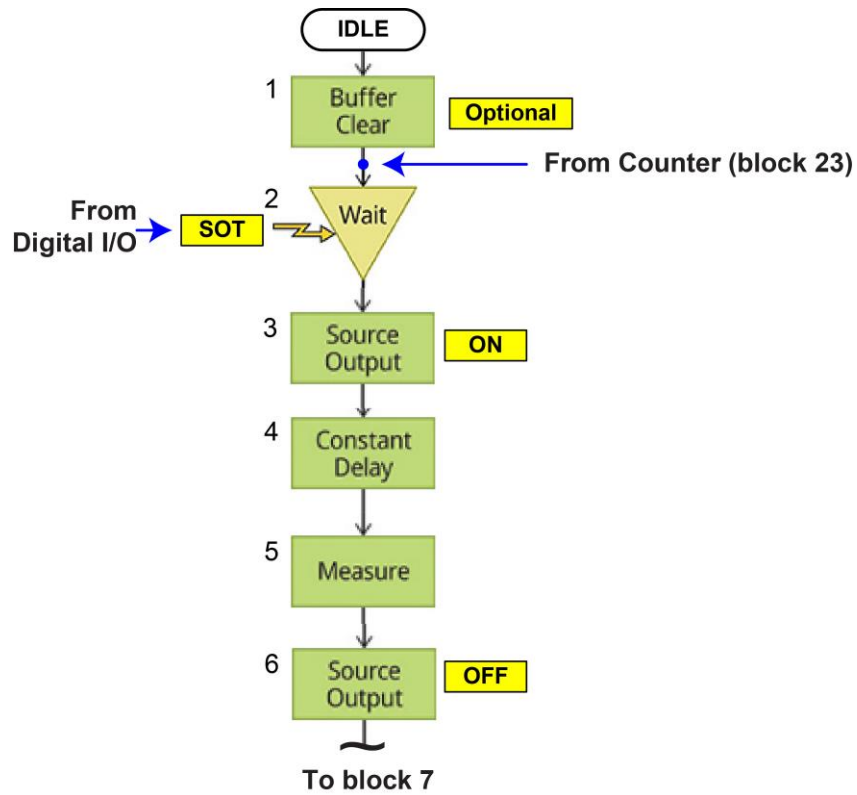 IDLE
1
Buffer
Clear
Optional
From Counter (block 23)
2
Wait
From
Digital I/O
SOT
3
Source
Output
ON
4
Constant
Delay
5
Measure
6
Source
Output
OFF
To block 7